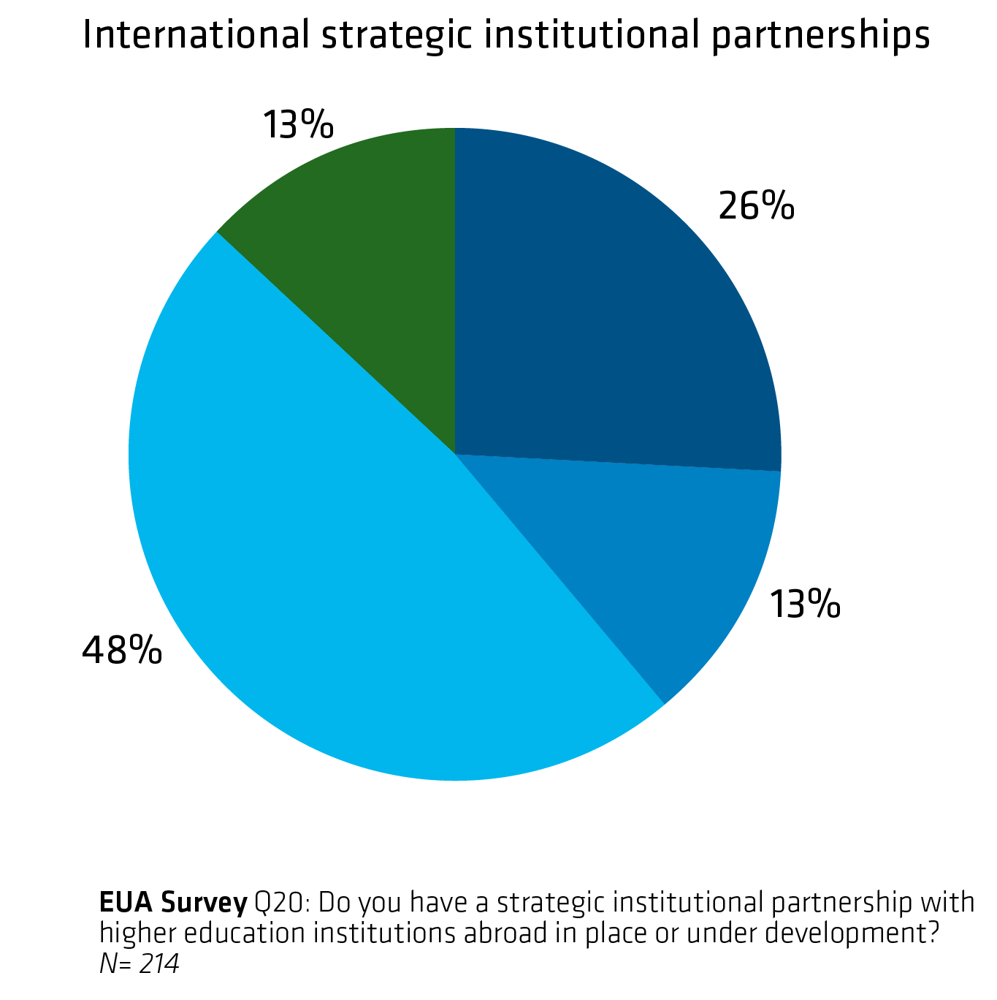 International strategic institutional partnerships
13%
26%
13%
48%
EUA Survey Q20: Do you have a strategic institutional partnership with
higher education institutions abroad in place or under development?
N= 214